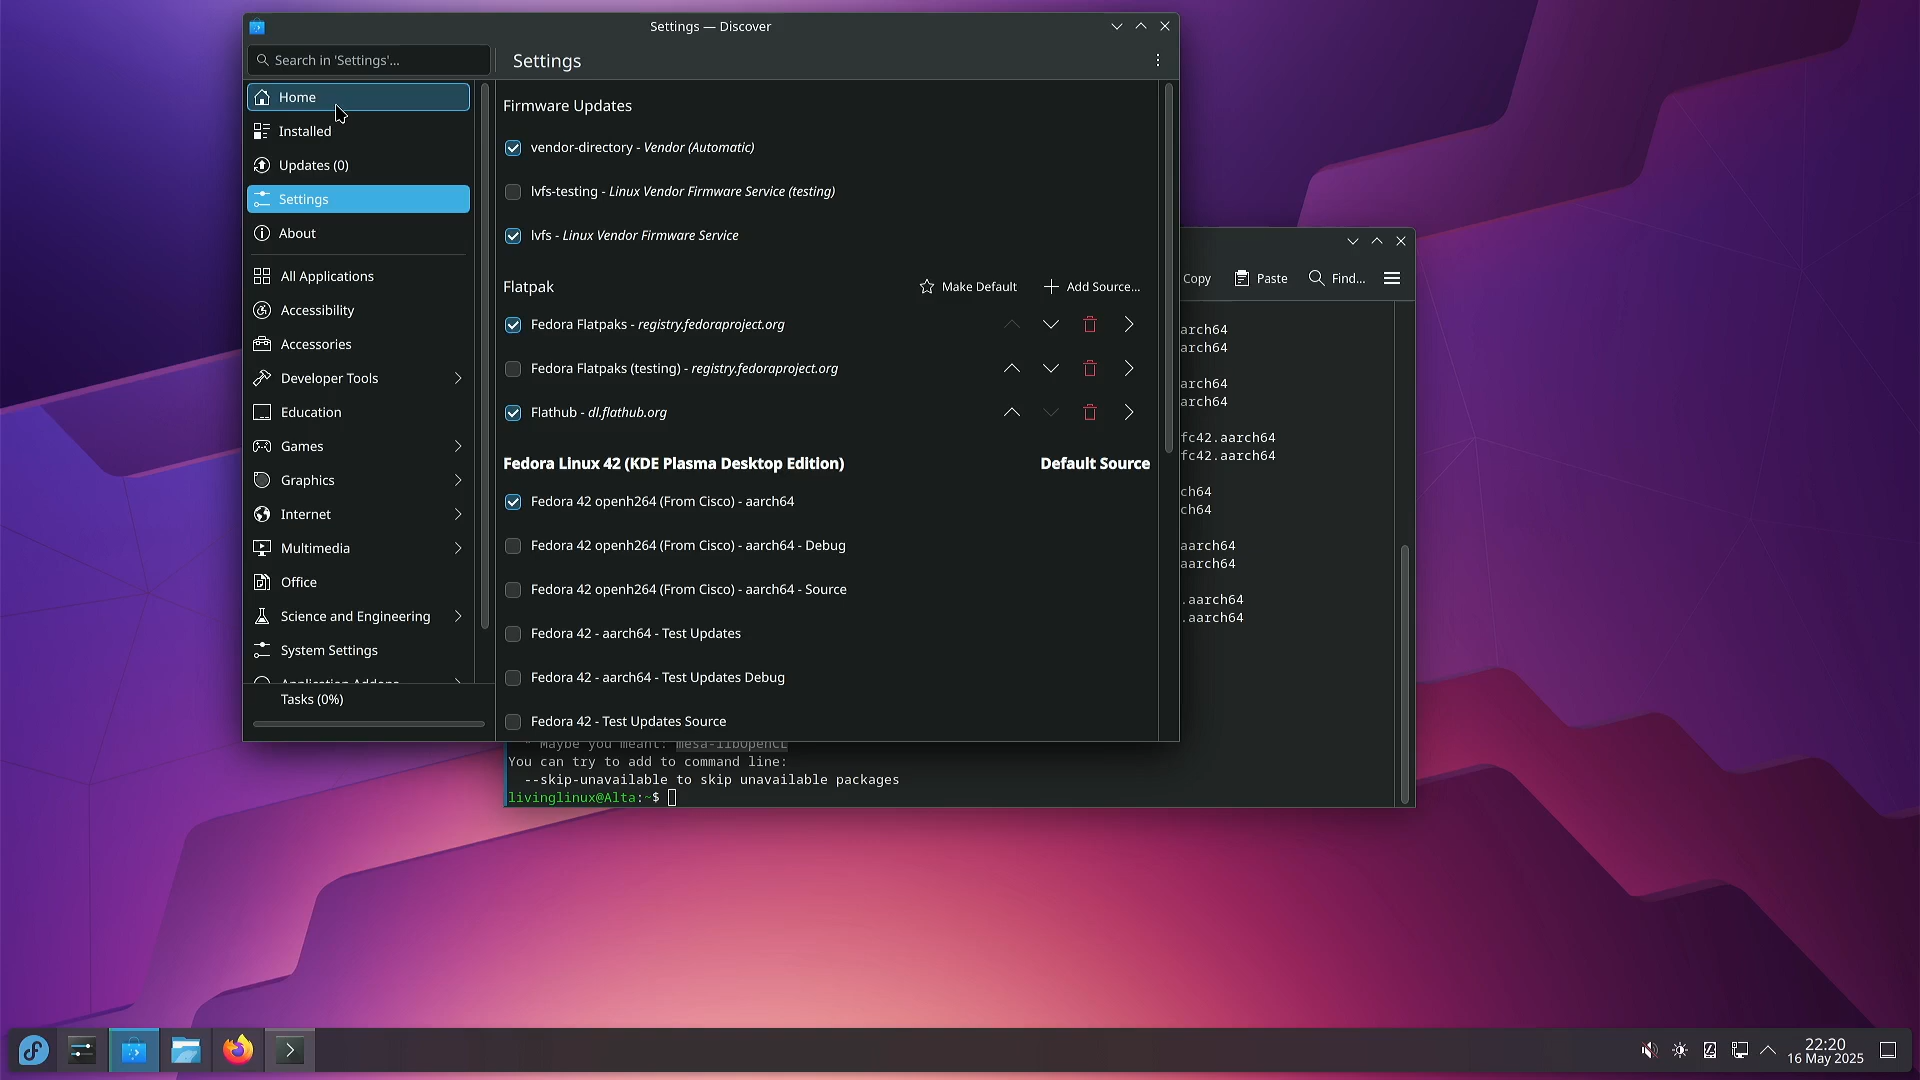 Settings — Discover
Search in 'Settings'...
Settings
Home
Installed
Updates (0)
Settings
About
All Applications
Accessibility
Accessories
Developer Tools
Education
Games
Graphics
Internet
Multimedia
Office
Science and Engineering
System Settings
Application Addons
Tasks (0%)
Firmware Updates
vendor-directory - Vendor (Automatic)
lvfs-testing - Linux Vendor Firmware Service (testing)
lvfs - Linux Vendor Firmware Service
Flatpak
Make Default
Add Source...
Fedora Flatpaks - registry.fedoraproject.org
Fedora Flatpaks (testing) - registry.fedoraproject.org
Flathub - dl.flathub.org
Fedora Linux 42 (KDE Plasma Desktop Edition)
Default Source
Fedora 42 openh264 (From Cisco) - aarch64
Fedora 42 openh264 (From Cisco) - aarch64 - Debug
Fedora 42 openh264 (From Cisco) - aarch64 - Source
Fedora 42 - aarch64 - Test Updates
Fedora 42 - aarch64 - Test Updates Debug
Fedora 42 - Test Updates Source
Copy
Paste
Find...
arch64
arch64
arch64
arch64
fc42.aarch64
fc42.aarch64
ch64
ch64
aarch64
aarch64
.aarch64
.aarch64
* Maybe you meant: mesa-libOpenCL
You can try to add to command line:
--skip-unavailable to skip unavailable packages
livinglinux@Alta:~$
22:20
16 May 2025